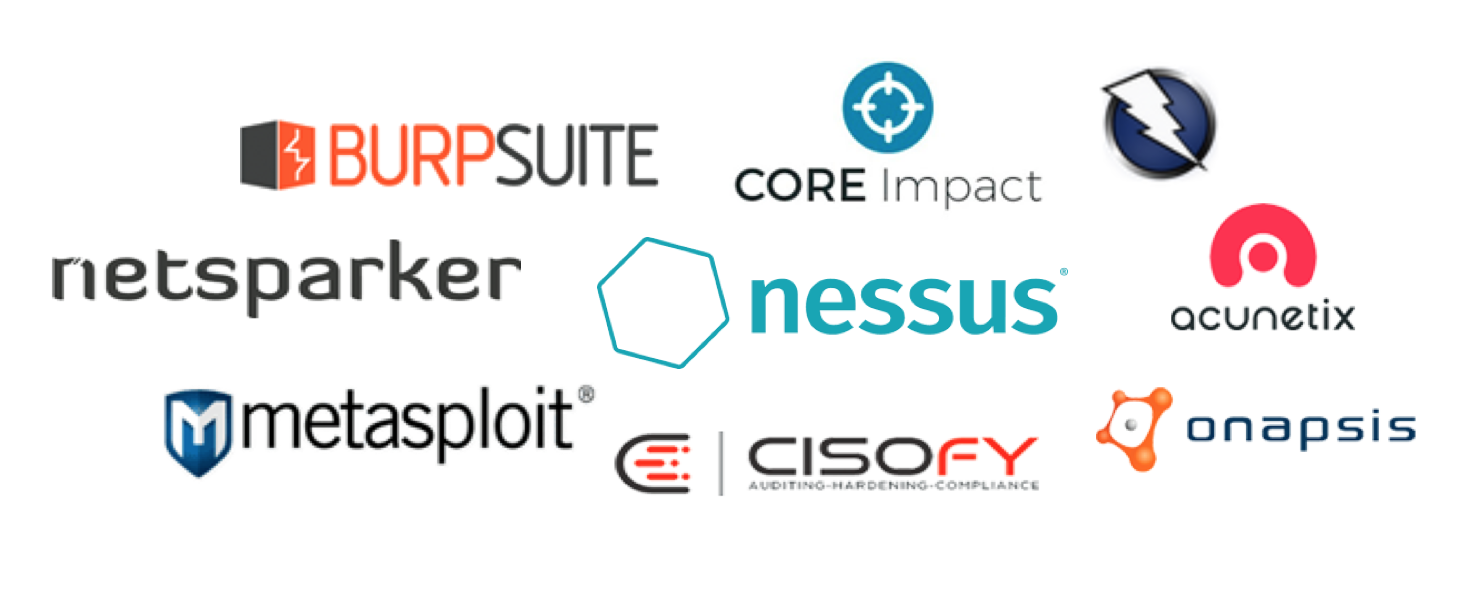 BURPSUITE
CORE Impact
netsparker
nessus®
acunetix
metasploit®
onapsis
CISOFY
AUDITING-HARDENING-COMPLIANCE